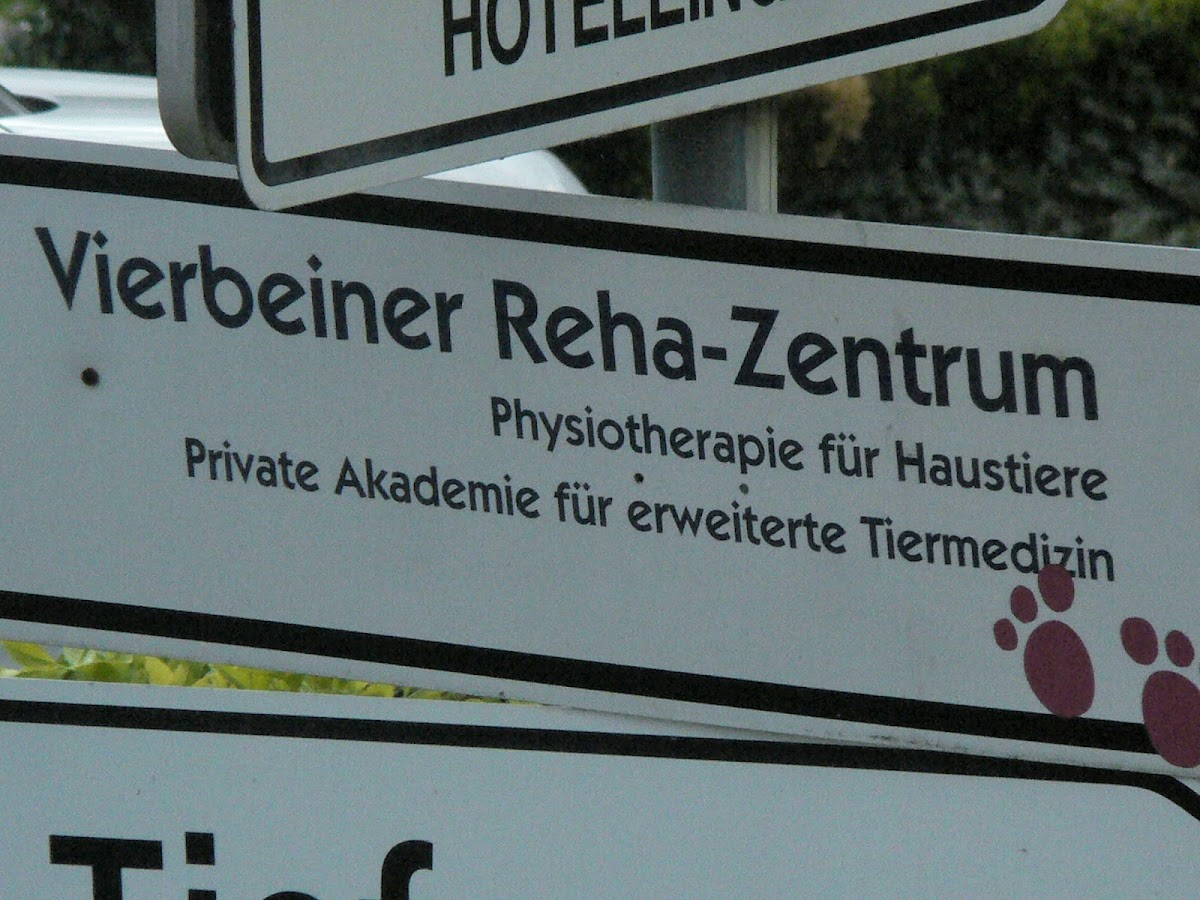 Vierbeiner Reha-Zentrum
Physiotherapie für Haustiere
Private Akademie für erweiterte Tiermedizin